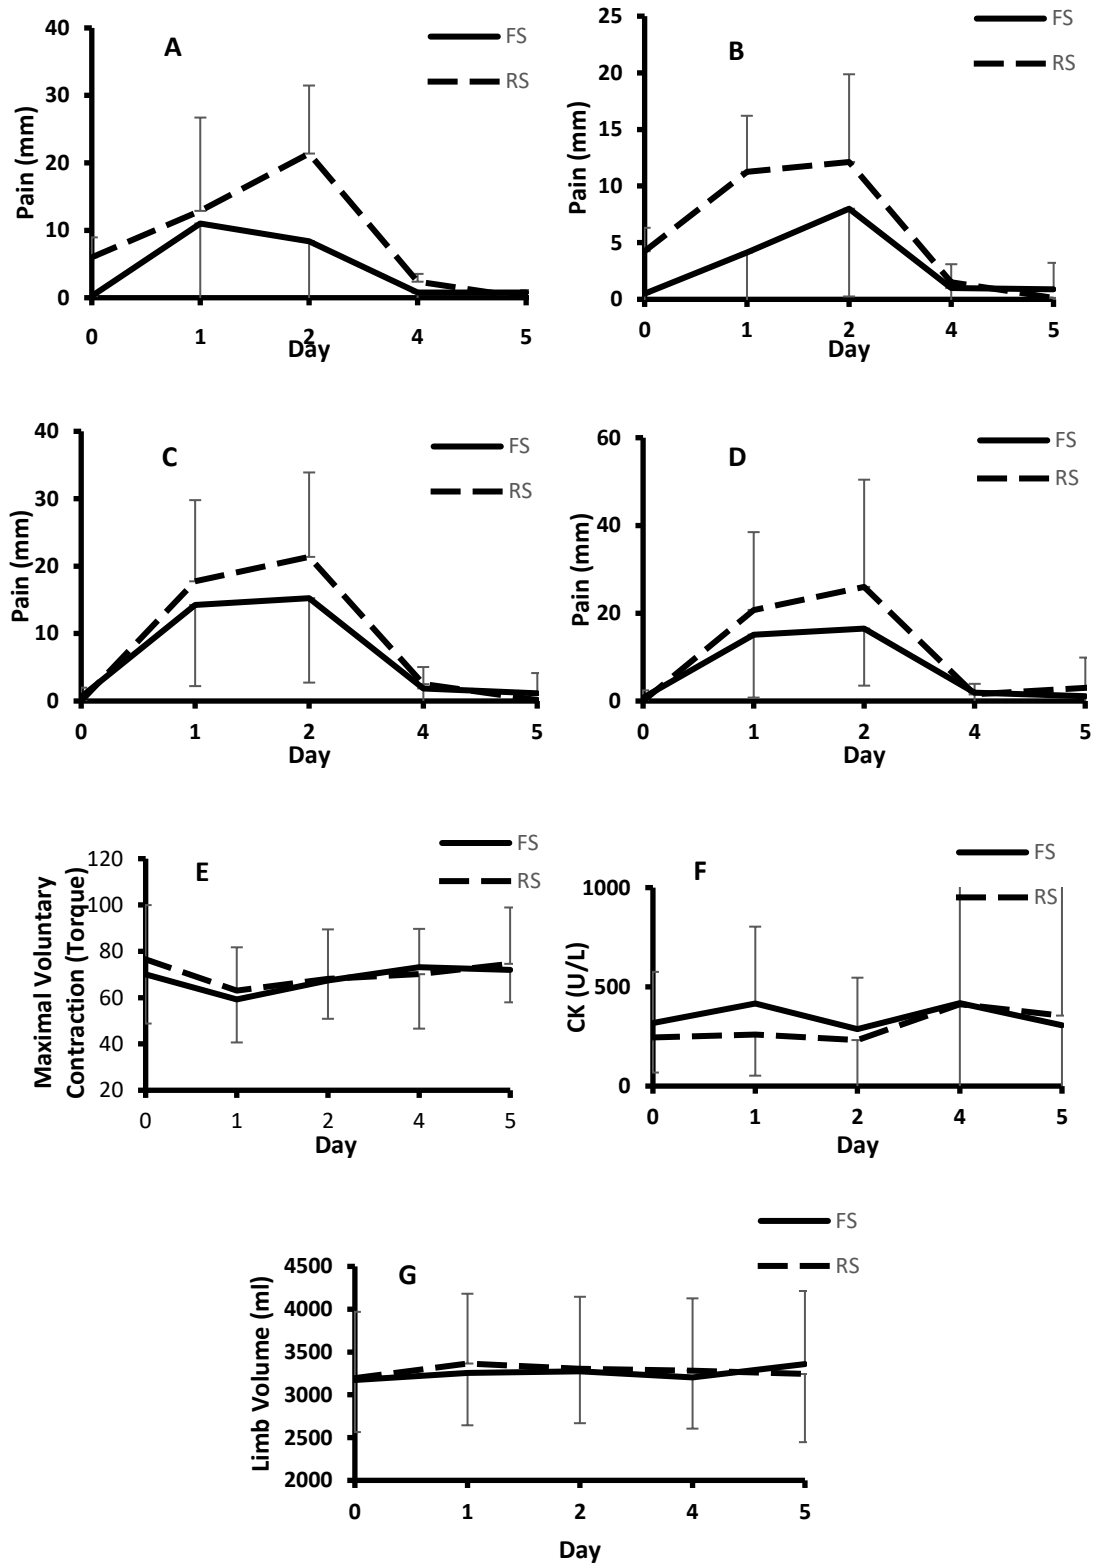 40
30
20
10
0
Pain (mm)
A
FS
RS
0 1 2 4 5
Day
25
20
15
10
5
0
Pain (mm)
B
FS
RS
0 1 2 4 5
Day
40
30
20
10
0
Pain (mm)
C
FS
RS
0 1 2 4 5
Day
60
40
20
0
Pain (mm)
D
FS
RS
0 1 2 4 5
Day
120
100
80
60
40
20
Maximal Voluntary
Contraction (Torque)
E
FS
RS
0 1 2 4 5
Day
1000
500
0
CK (U/L)
F
FS
RS
0 1 2 4 5
Day
4500
4000
3500
3000
2500
2000
Limb Volume (ml)
G
FS
RS
0 1 2 4 5
Day